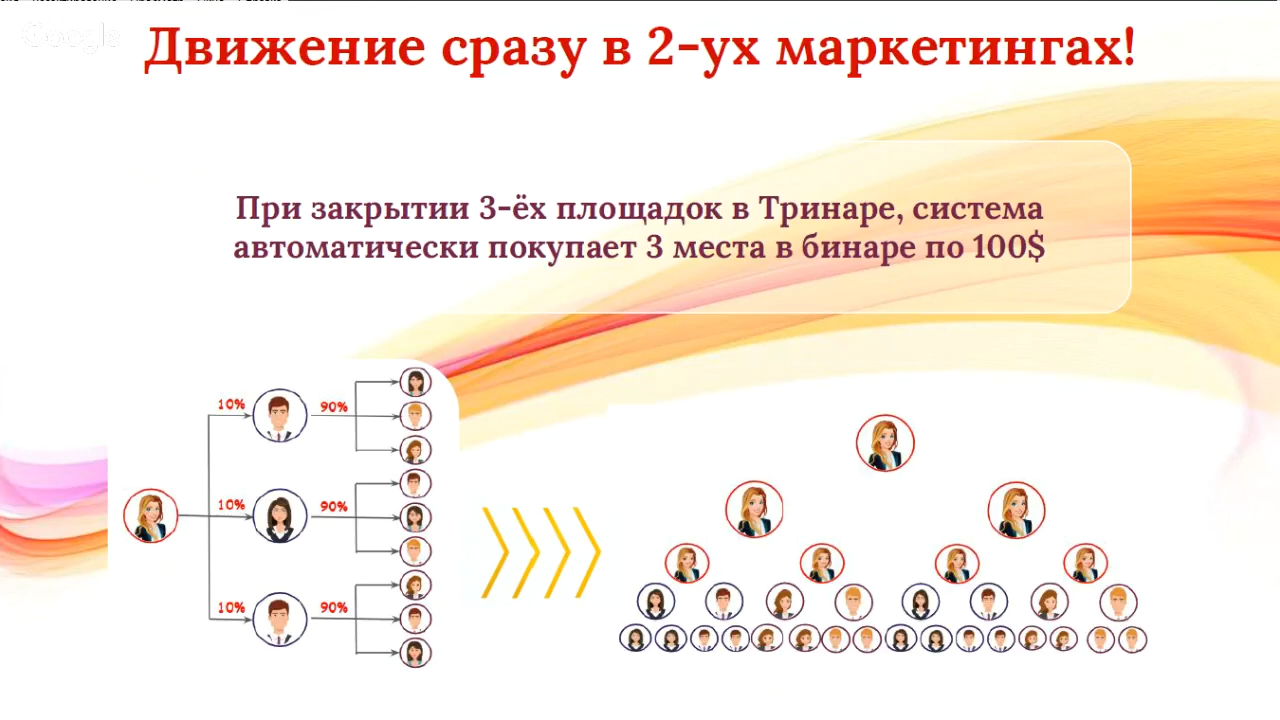 Google
Движение сразу в 2-ух маркетингах!
При закрытии 3-ёх площадок в Тринаре, система
автоматически покупает 3 места в бинаре по 100$
10%
90%
10%
90%
10%
90%